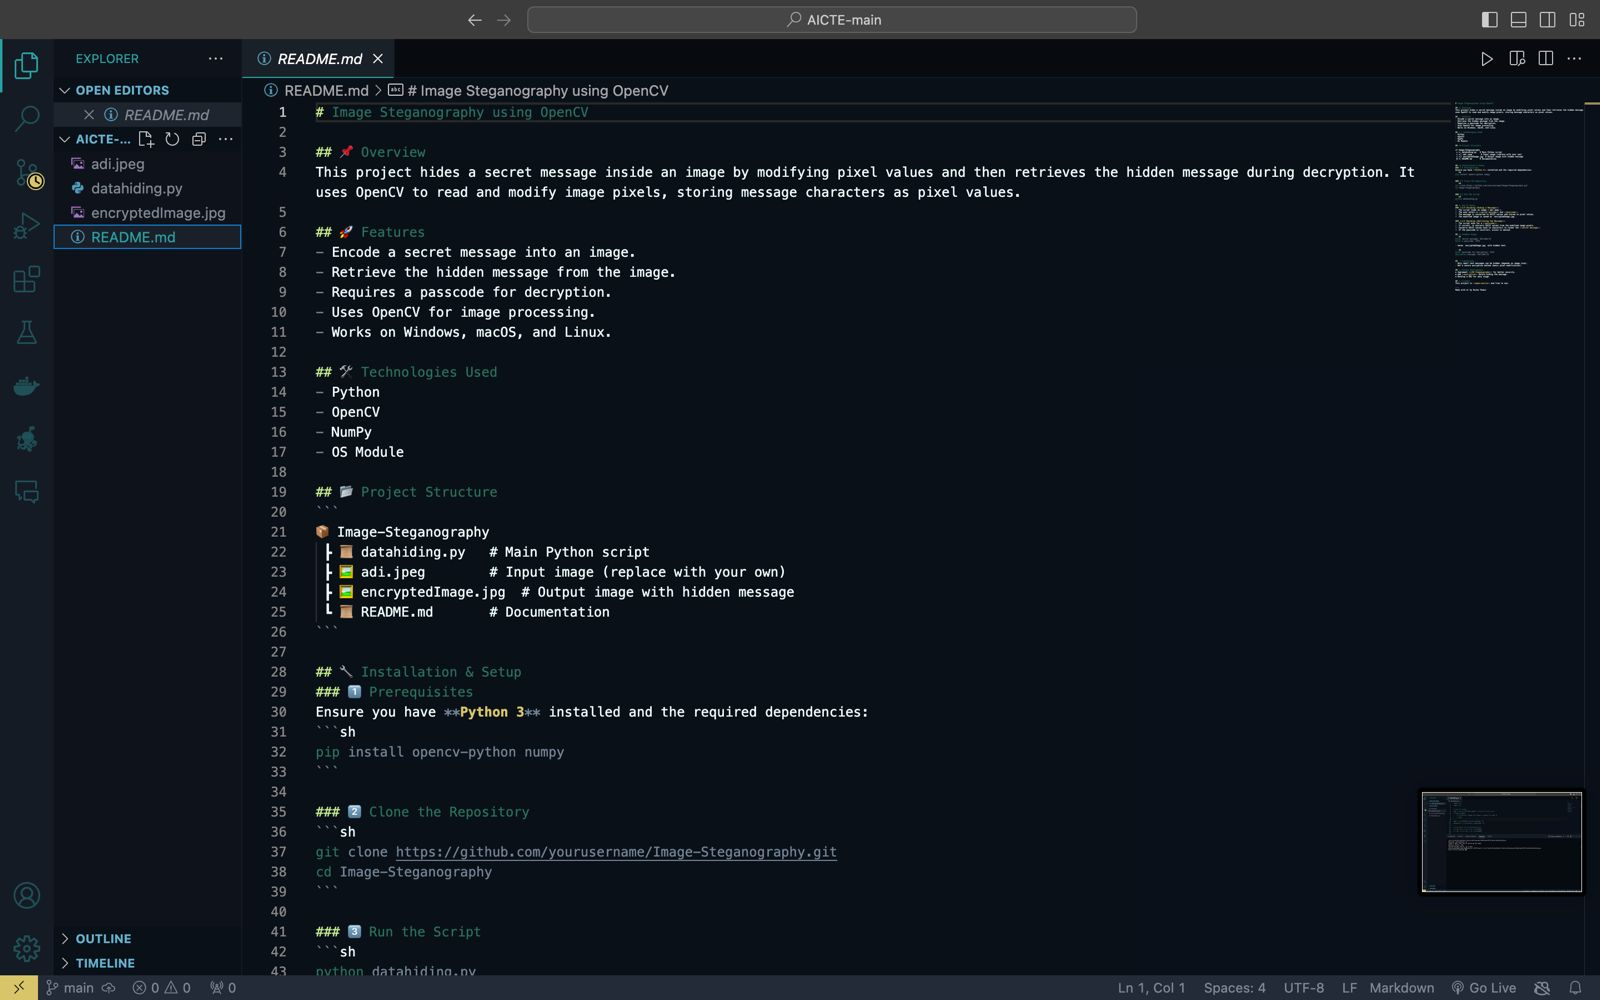 AICTE-main
EXPLORER
OPEN EDITORS
README.md
AICTE-...
adi.jpeg
datahiding.py
encryptedImage.jpg
README.md
OUTLINE
TIMELINE
README.md
README.md > # Image Steganography using OpenCV
1 # Image Steganography using OpenCV
2
3 ## 📌 Overview
4 This project hides a secret message inside an image by modifying pixel values and then retrieves the hidden message during decryption. It
uses OpenCV to read and modify image pixels, storing message characters as pixel values.
5
6 ## 🚀 Features
7 - Encode a secret message into an image.
8 - Retrieve the hidden message from the image.
9 - Requires a passcode for decryption.
10 - Uses OpenCV for image processing.
11 - Works on Windows, macOS, and Linux.
12
13 ## 🛠 Technologies Used
14 - Python
15 - OpenCV
16 - NumPy
17 - OS Module
18
19 ## 📂 Project Structure
20 ```
21 📦 Image-Steganography
22 ┣ 📜 datahiding.py # Main Python script
23 ┣ 🖼 adi.jpeg # Input image (replace with your own)
24 ┣ 🖼 encryptedImage.jpg # Output image with hidden message
25 ┗ 📜 README.md # Documentation
26 ```
27
28 ## 🔧 Installation & Setup
29 ### 1️⃣ Prerequisites
30 Ensure you have **Python 3** installed and the required dependencies:
31 ```sh
32 pip install opencv-python numpy
33 ```
34
35 ### 2️⃣ Clone the Repository
36 ```sh
37 git clone https://github.com/yourusername/Image-Steganography.git
38 cd Image-Steganography
39 ```
40
41 ### 3️⃣ Run the Script
42 ```sh
43 python datahiding.py
main 0 0 0 Ln 1, Col 1 Spaces: 4 UTF-8 LF Markdown Go Live